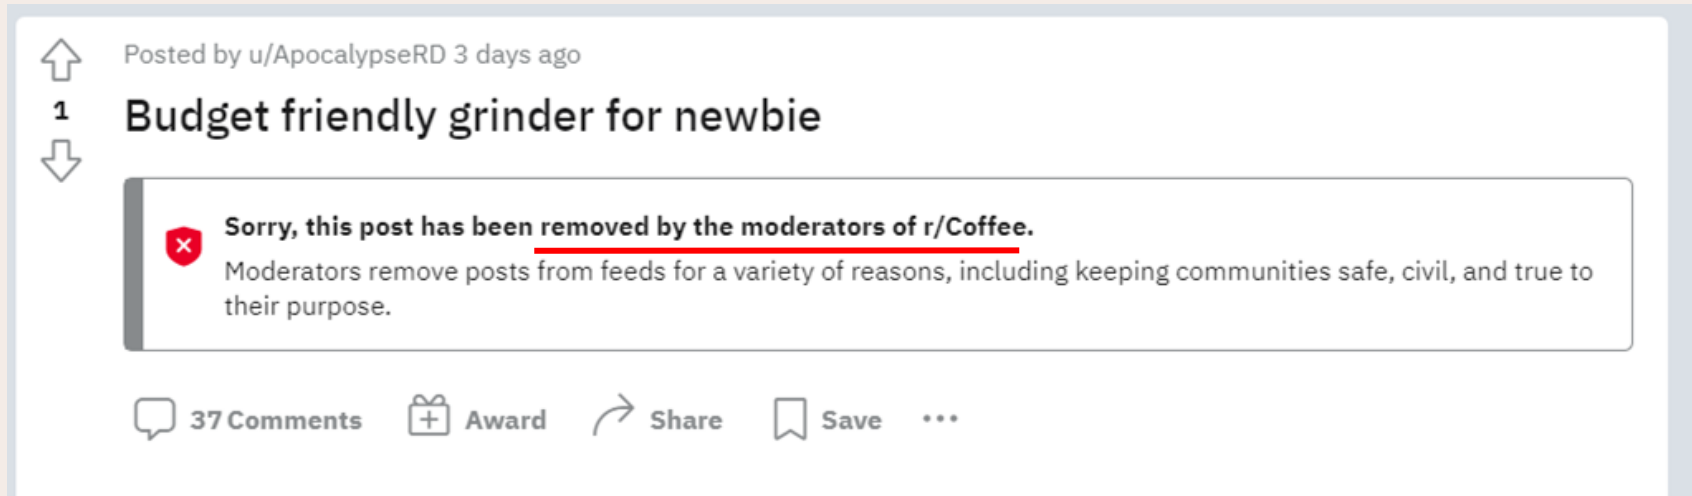 Posted by u/ApocalypseRD 3 days ago
1
Budget friendly grinder for newbie
Sorry, this post has been removed by the moderators of r/Coffee.
Moderators remove posts from feeds for a variety of reasons, including keeping communities safe, civil, and true to
their purpose.
37 Comments Award Share Save